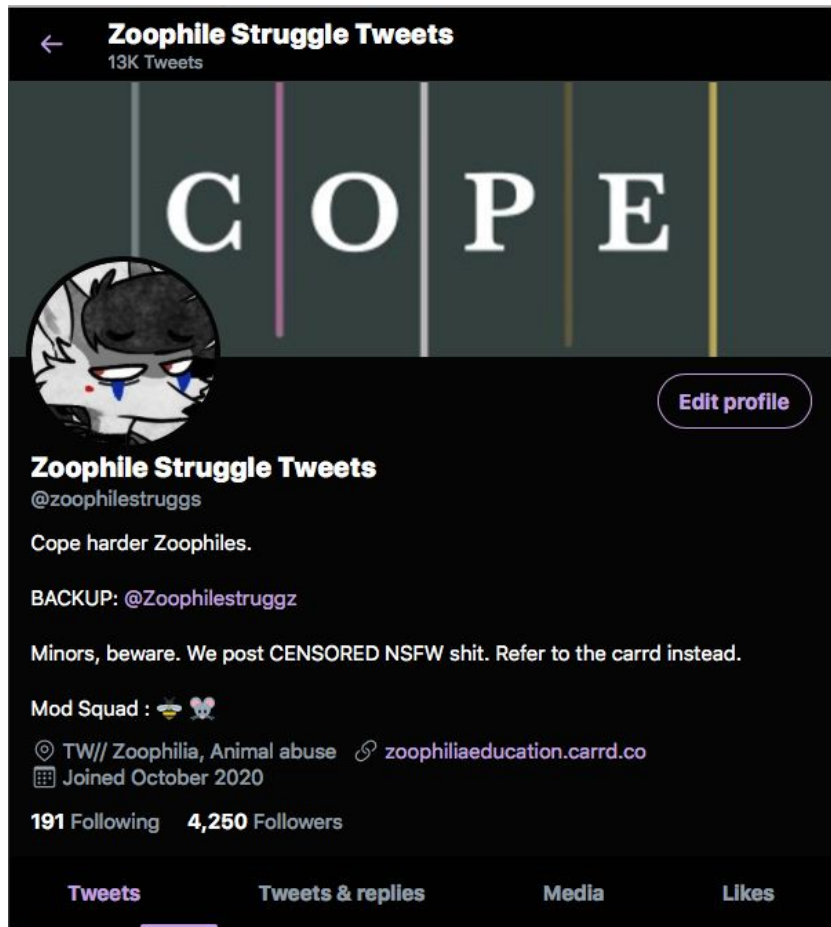 Zoophile Struggle Tweets
13K Tweets
COPE
Edit profile
Zoophile Struggle Tweets
@zoophilestruggs
Cope harder Zoophiles.
BACKUP: @Zoophilestruggz
Minors, beware. We post CENSORED NSFW shit. Refer to the carrd instead.
Mod Squad : 🐝 🐭
TW// Zoophilia, Animal abuse zoophiliaeducation.carrd.co
Joined October 2020
191 Following 4,250 Followers
Tweets Tweets & replies Media Likes